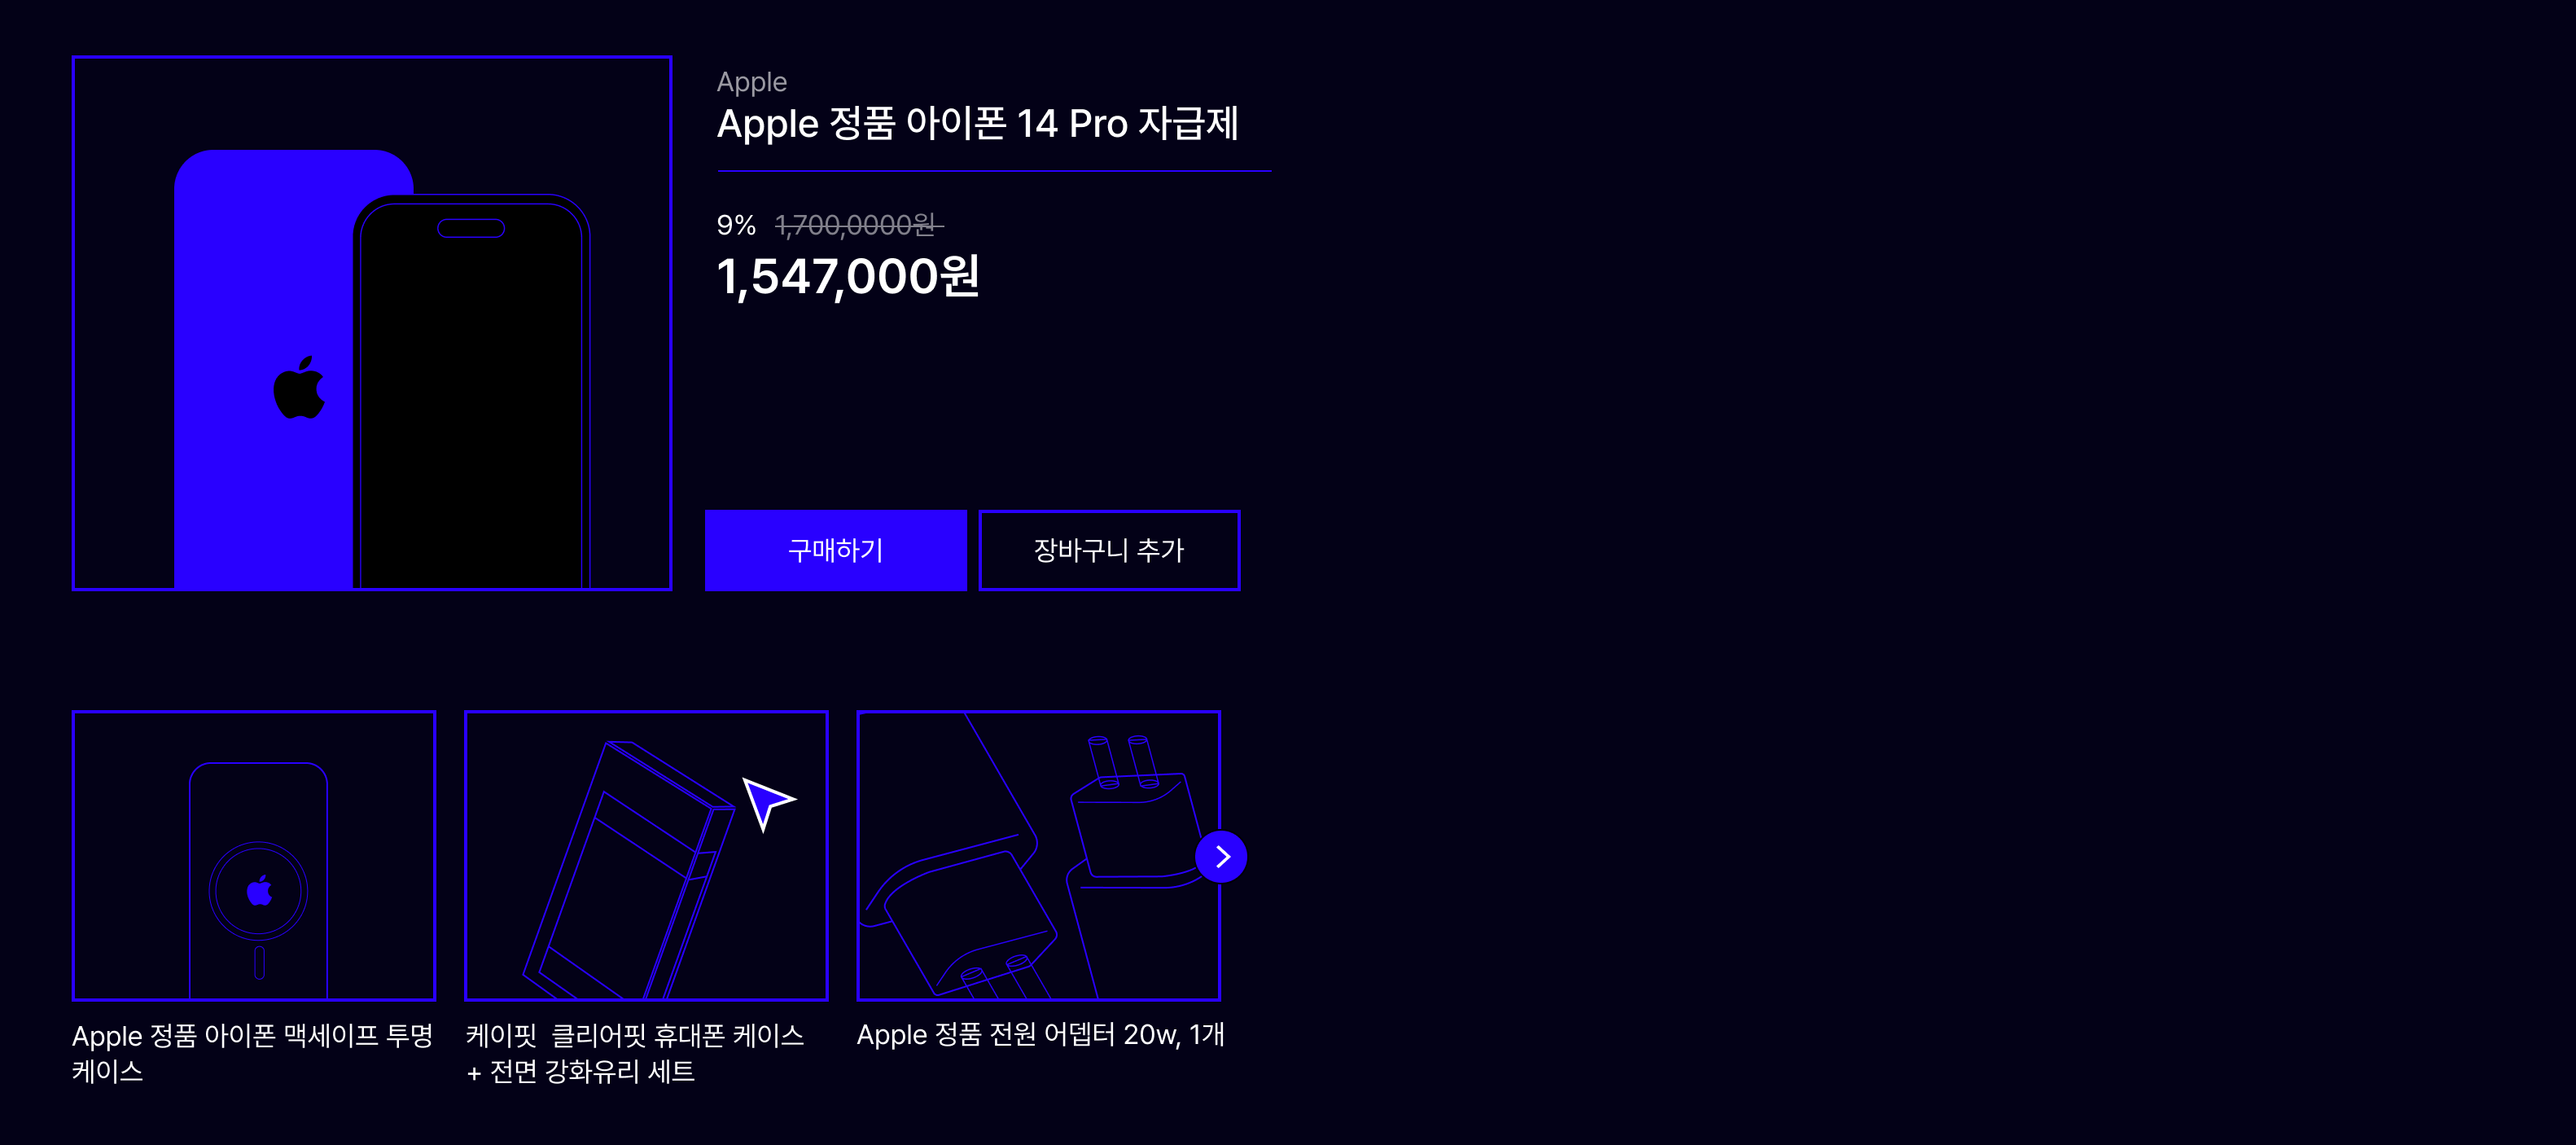 Apple
Apple 정품 아이폰 14 Pro 자급제
9% 1,700,0000원
1,547,000원
구매하기
장바구니 추가
Apple 정품 아이폰 맥세이프 투명
케이스
케이핏 클리어핏 휴대폰 케이스
+ 전면 강화유리 세트
Apple 정품 전원 어뎁터 20w, 1개